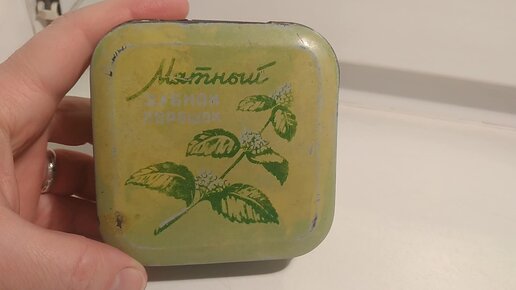 Мятный
зубной
порошок